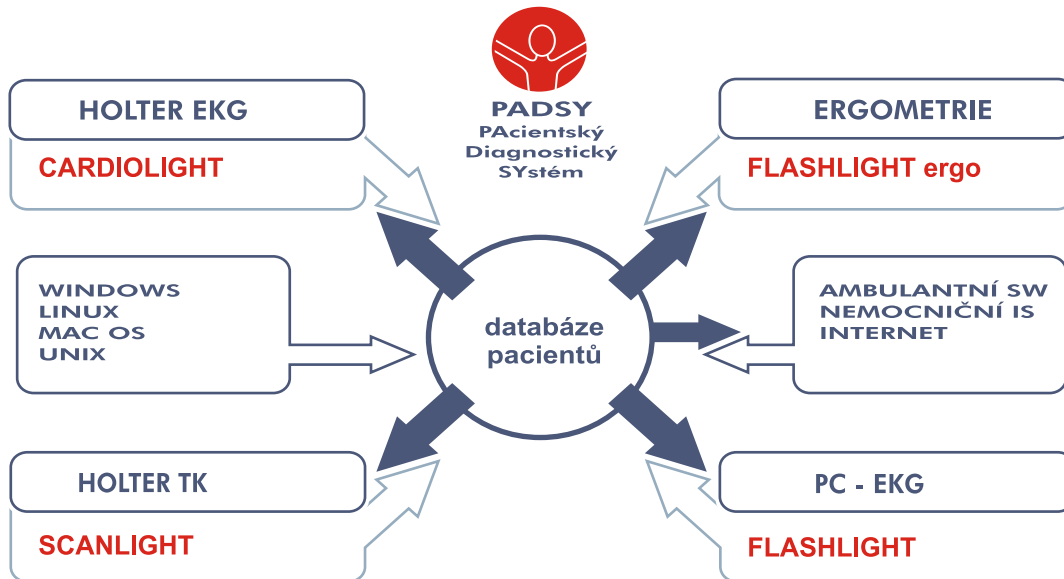 PADSY
PAcientský
Diagnostický
SYstém
HOLTER EKG
CARDIOLIGHT
ERGOMETRIE
FLASHLIGHT ergo
WINDOWS
LINUX
MAC OS
UNIX
databáze
pacientů
AMBULANTNÍ SW
NEMOCNIČNÍ IS
INTERNET
HOLTER TK
SCANLIGHT
PC - EKG
FLASHLIGHT